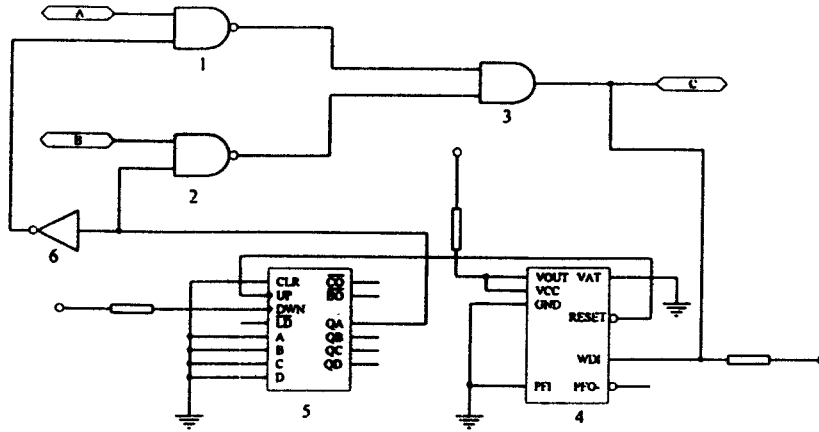 A
1
3
C
B
2
6
CLR
UP
DWN
LD
A
B
C
D
CO
BO
QA
QB
QC
QD
5
VOUT VAT
VCC
GND
RESET
WDI
PFI PFO-
4